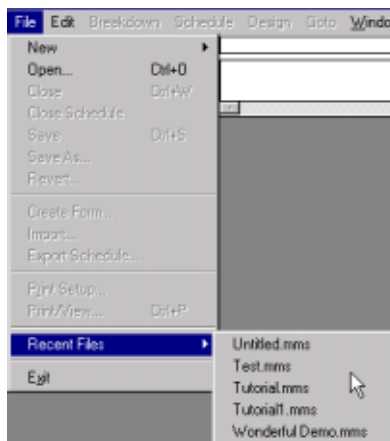 File Edit Breakdown Schedule Design Goto Windo
New
Open... Ctrl+O
Close Ctrl+W
Close Schedule
Save Ctrl+S
Save As...
Revert...
Create Form...
Import...
Export Schedule...
Print Setup...
Print/View... Ctrl+P
Recent Files
Exit
Untitled.mms
Test.mms
Tutorial.mms
Tutorial1.mms
Wonderful Demo.mms